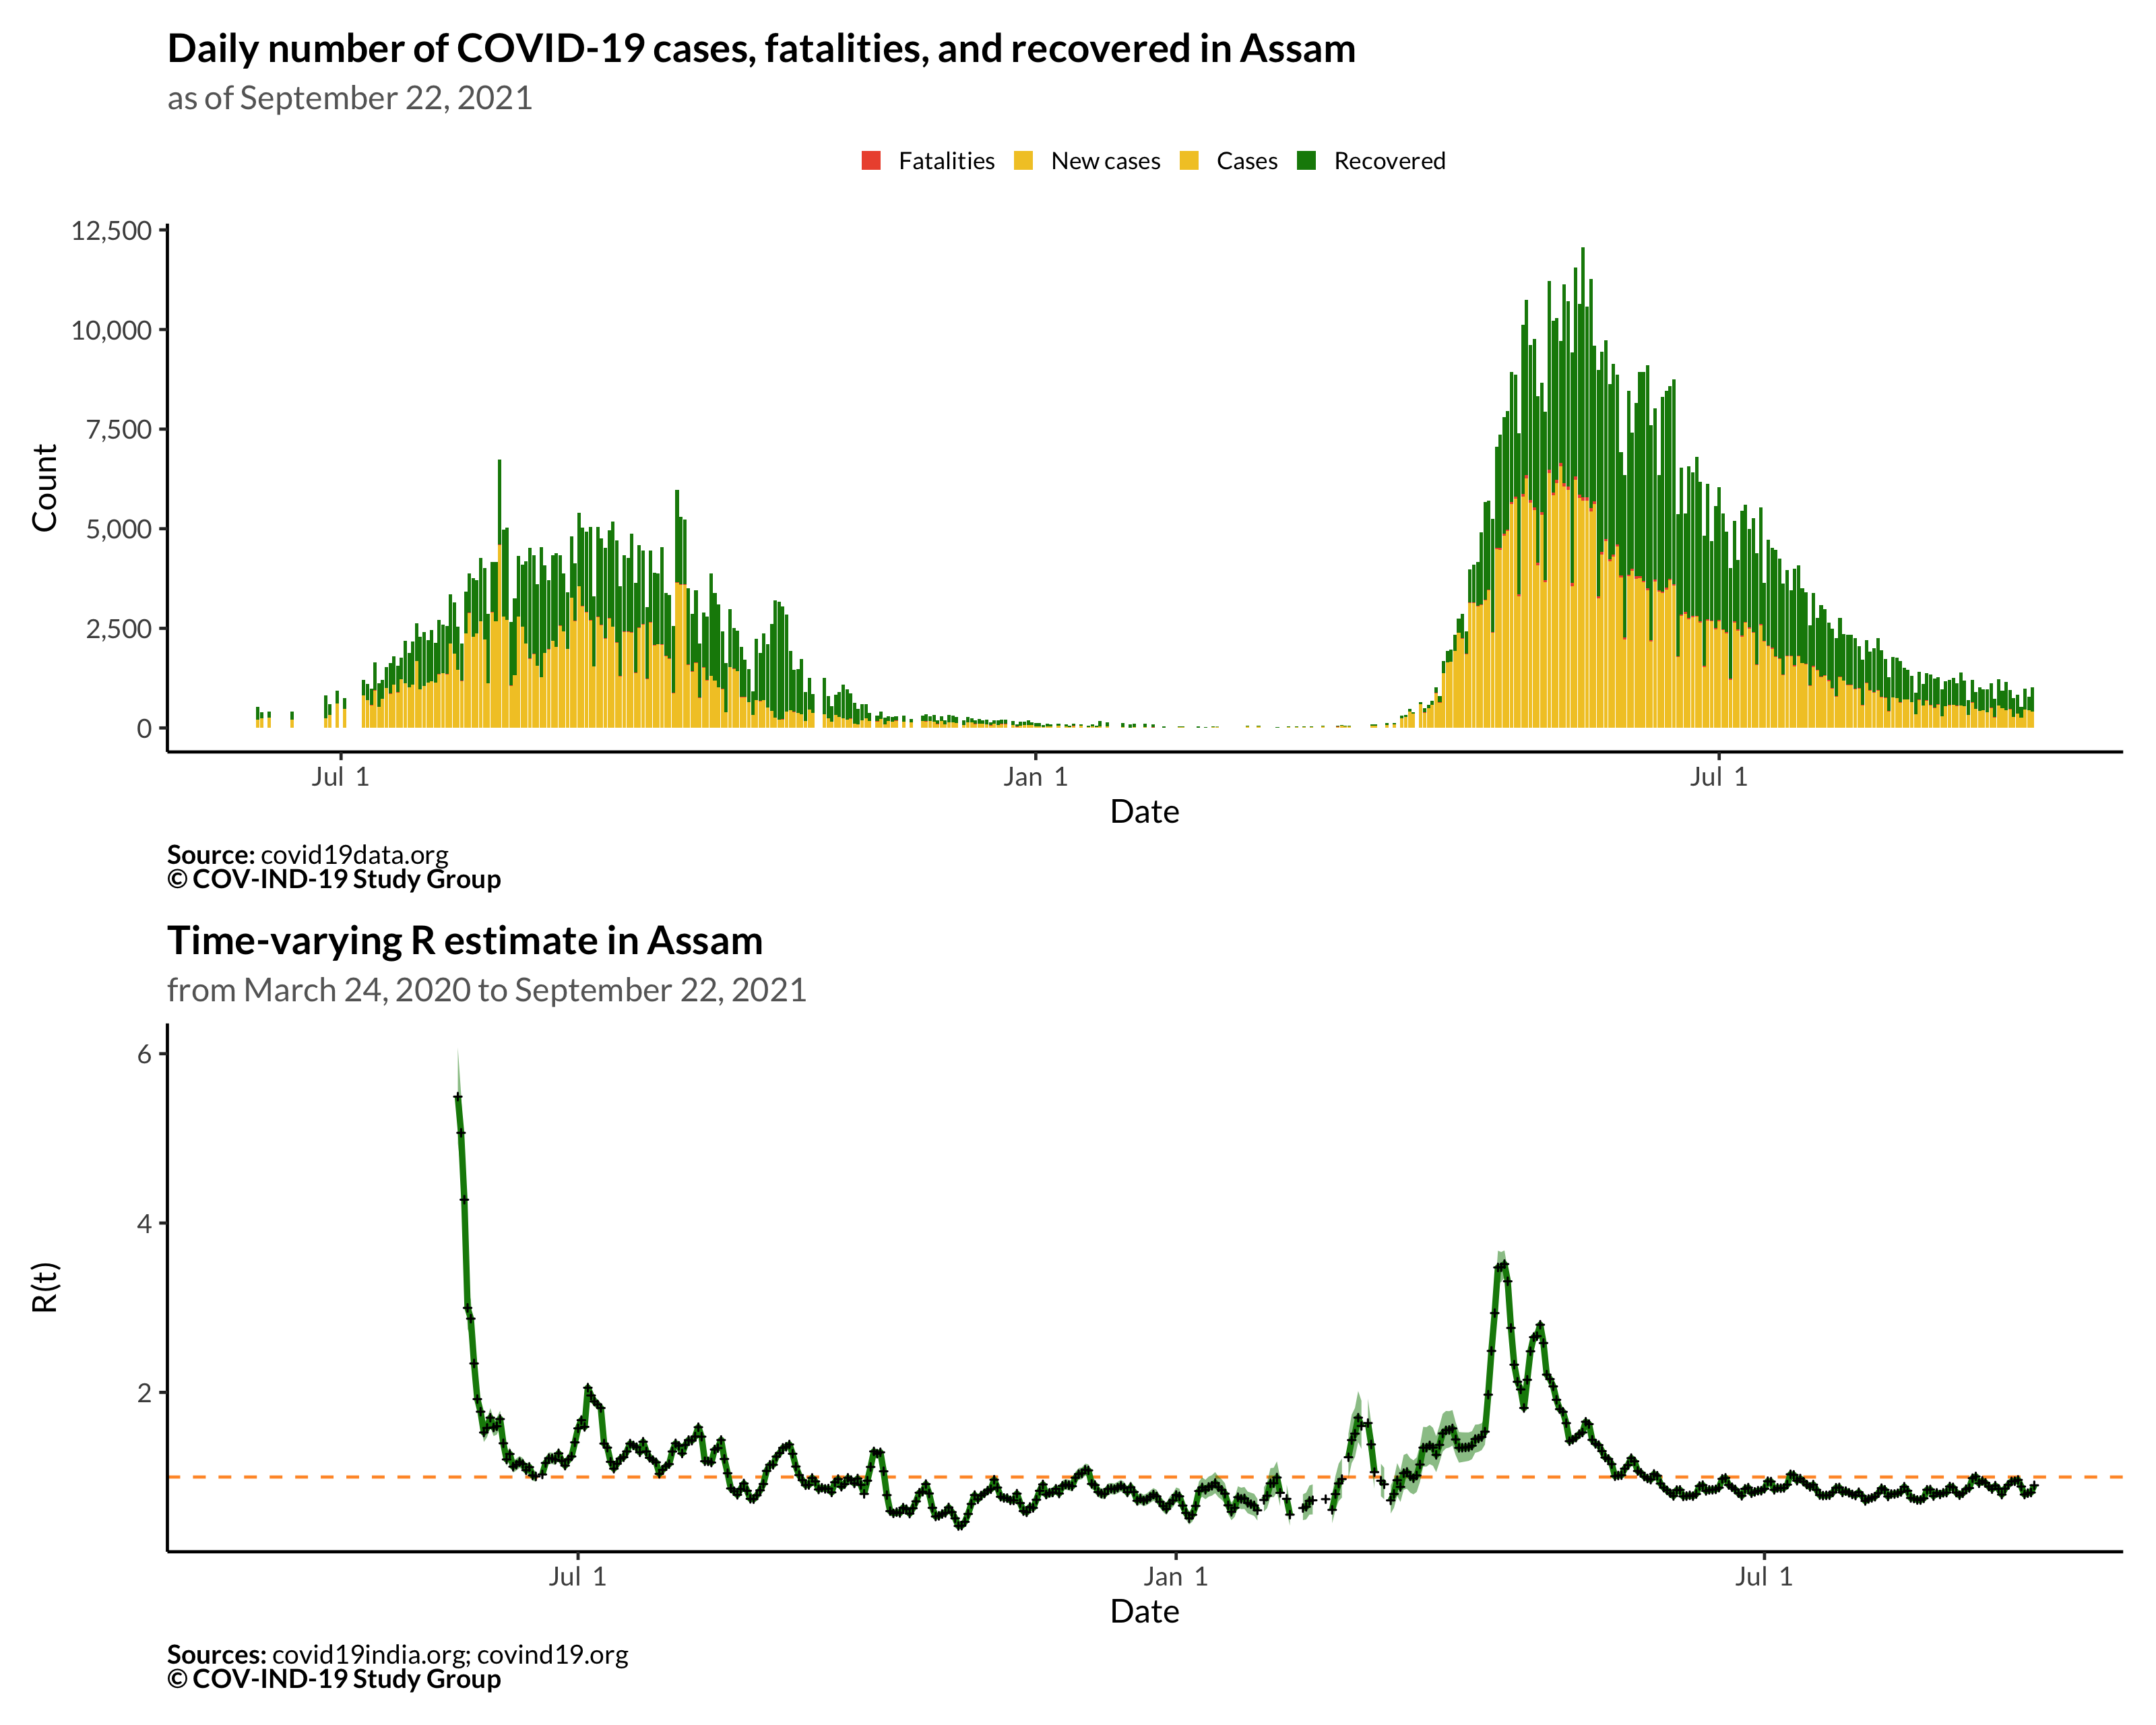 Daily number of COVID-19 cases, fatalities, and recovered in Assam
as of September 22, 2021
Fatalities New cases Cases Recovered
12,500
10,000
7,500
5,000
2,500
0
Count
Jul 1 Jan 1 Jul 1
Date
Source: covid19data.org
© COV-IND-19 Study Group
Time-varying R estimate in Assam
from March 24, 2020 to September 22, 2021
6
4
2
R(t)
Jul 1 Jan 1 Jul 1
Date
Sources: covid19india.org; covind19.org
© COV-IND-19 Study Group